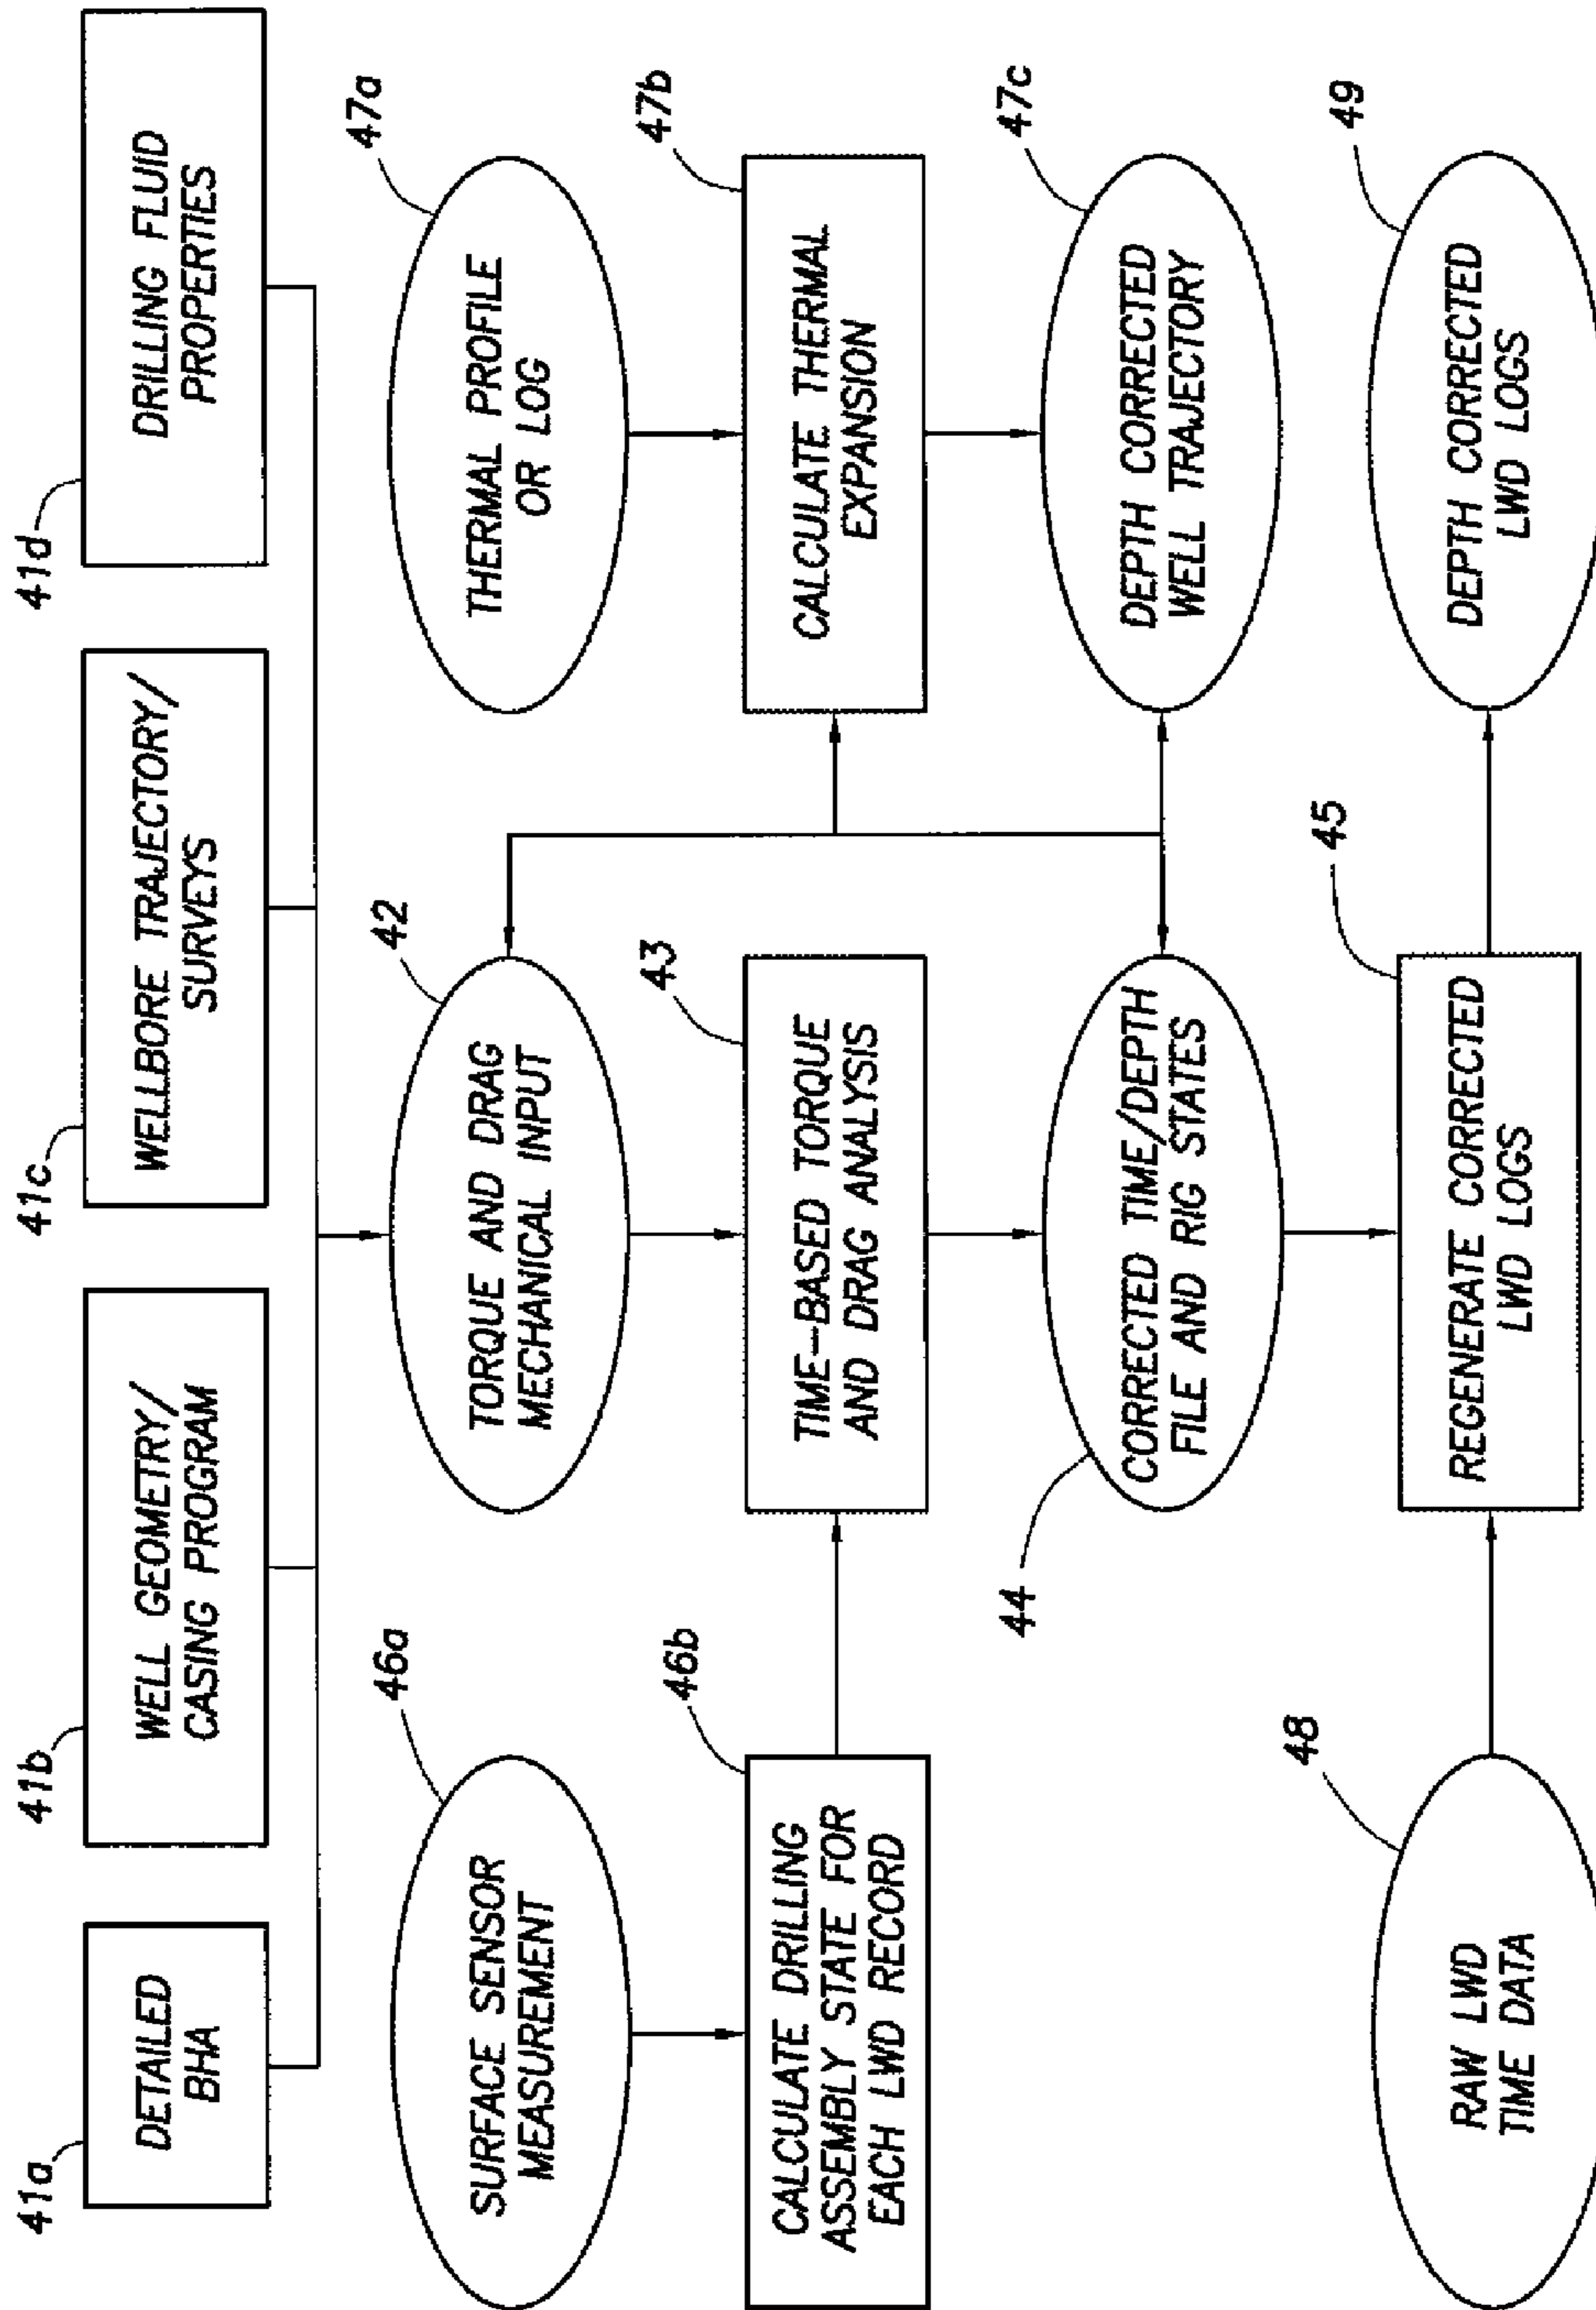 41a
DETAILED
BHA
41b
WELL GEOMETRY/
CASING PROGRAM
41c
WELLBORE TRAJECTORY/
SURVEYS
41d
DRILLING FLUID
PROPERTIES
46a
SURFACE SENSOR
MEASUREMENT
42
TORQUE AND DRAG
MECHANICAL INPUT
47a
THERMAL PROFILE
OR LOG
46b
CALCULATE DRILLING
ASSEMBLY STATE FOR
EACH LWD RECORD
43
TIME-BASED TORQUE
AND DRAG ANALYSIS
47b
CALCULATE THERMAL
EXPANSION
44
CORRECTED TIME/DEPTH
FILE AND RIG STATES
47c
DEPTH CORRECTED
WELL TRAJECTORY
48
RAW LWD
TIME DATA
45
REGENERATE CORRECTED
LWD LOGS
49
DEPTH CORRECTED
LWD LOGS